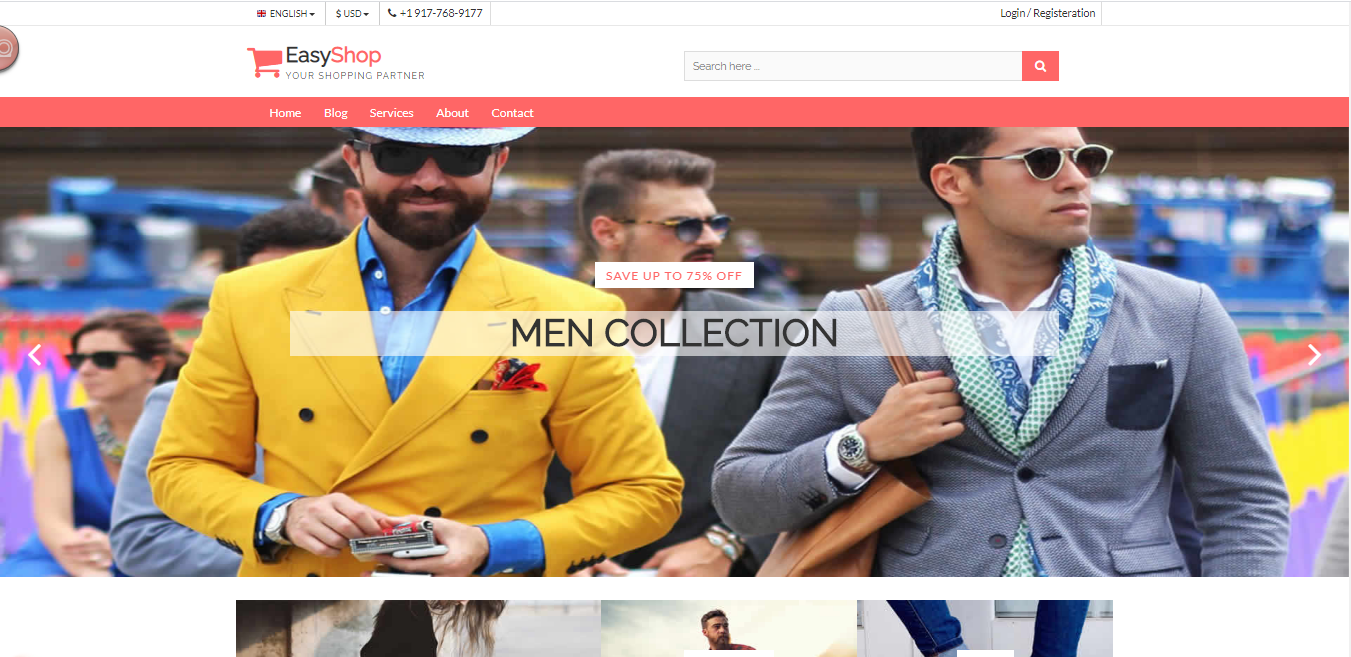 ENGLISH
$ USD
+1 917-768-9177
Login / Registeration
EasyShop
YOUR SHOPPING PARTNER
Search here ...
Home
Blog
Services
About
Contact
SAVE UP TO 75% OFF
MEN COLLECTION